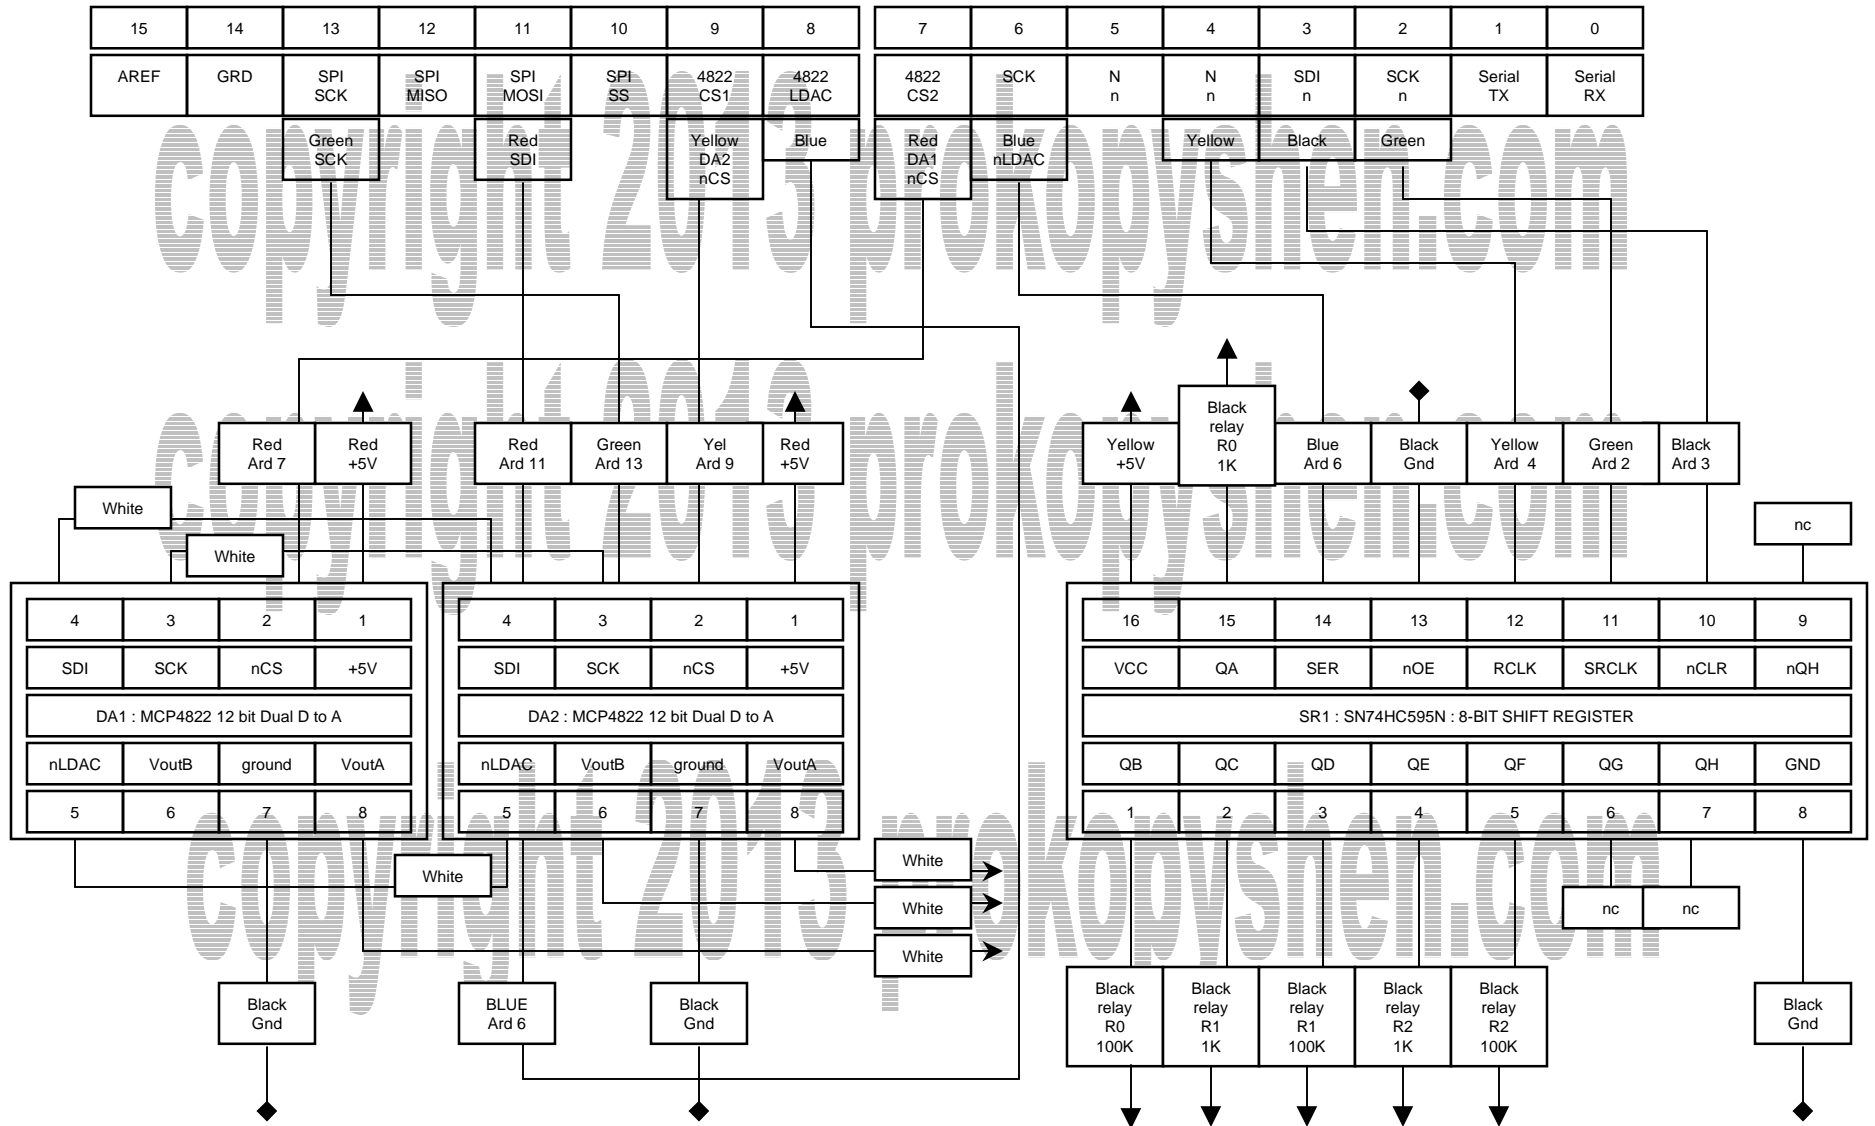 15 14 13 12 11 10 9 8 7 6 5 4 3 2 1 0
AREF GRD SPI SCK SPI MISO SPI MOSI SPI SS 4822 CS1 4822 LDAC 4822 CS2 SCK N n N n SDI n SCK n Serial TX Serial RX
Green SCK Red SDI Yellow DA2 nCS Blue Red DA1 nCS Blue nLDAC Yellow Black Green
copyright 2013 prokopyshen.com
Red Ard 7 Red +5V Red Ard 11 Green Ard 13 Yel Ard 9 Red +5V Yellow +5V Black relay R0 1K Blue Ard 6 Black Gnd Yellow Ard 4 Green Ard 2 Black Ard 3
copyright 2013 prokopyshen.com
White
White
nc
4 3 2 1
SDI SCK nCS +5V
DA1 : MCP4822 12 bit Dual D to A
nLDAC VoutB ground VoutA
5 6 7 8
4 3 2 1
SDI SCK nCS +5V
DA2 : MCP4822 12 bit Dual D to A
nLDAC VoutB ground VoutA
5 6 7 8
16 15 14 13 12 11 10 9
VCC QA SER nOE RCLK SRCLK nCLR nQH
SR1 : SN74HC595N : 8-BIT SHIFT REGISTER
QB QC QD QE QF QG QH GND
1 2 3 4 5 6 7 8
copyright 2013 prokopyshen.com
White
White
White
White
nc nc
Black Gnd
BLUE Ard 6
Black Gnd
Black relay R0 100K
Black relay R1 1K
Black relay R1 100K
Black relay R2 1K
Black relay R2 100K
Black Gnd